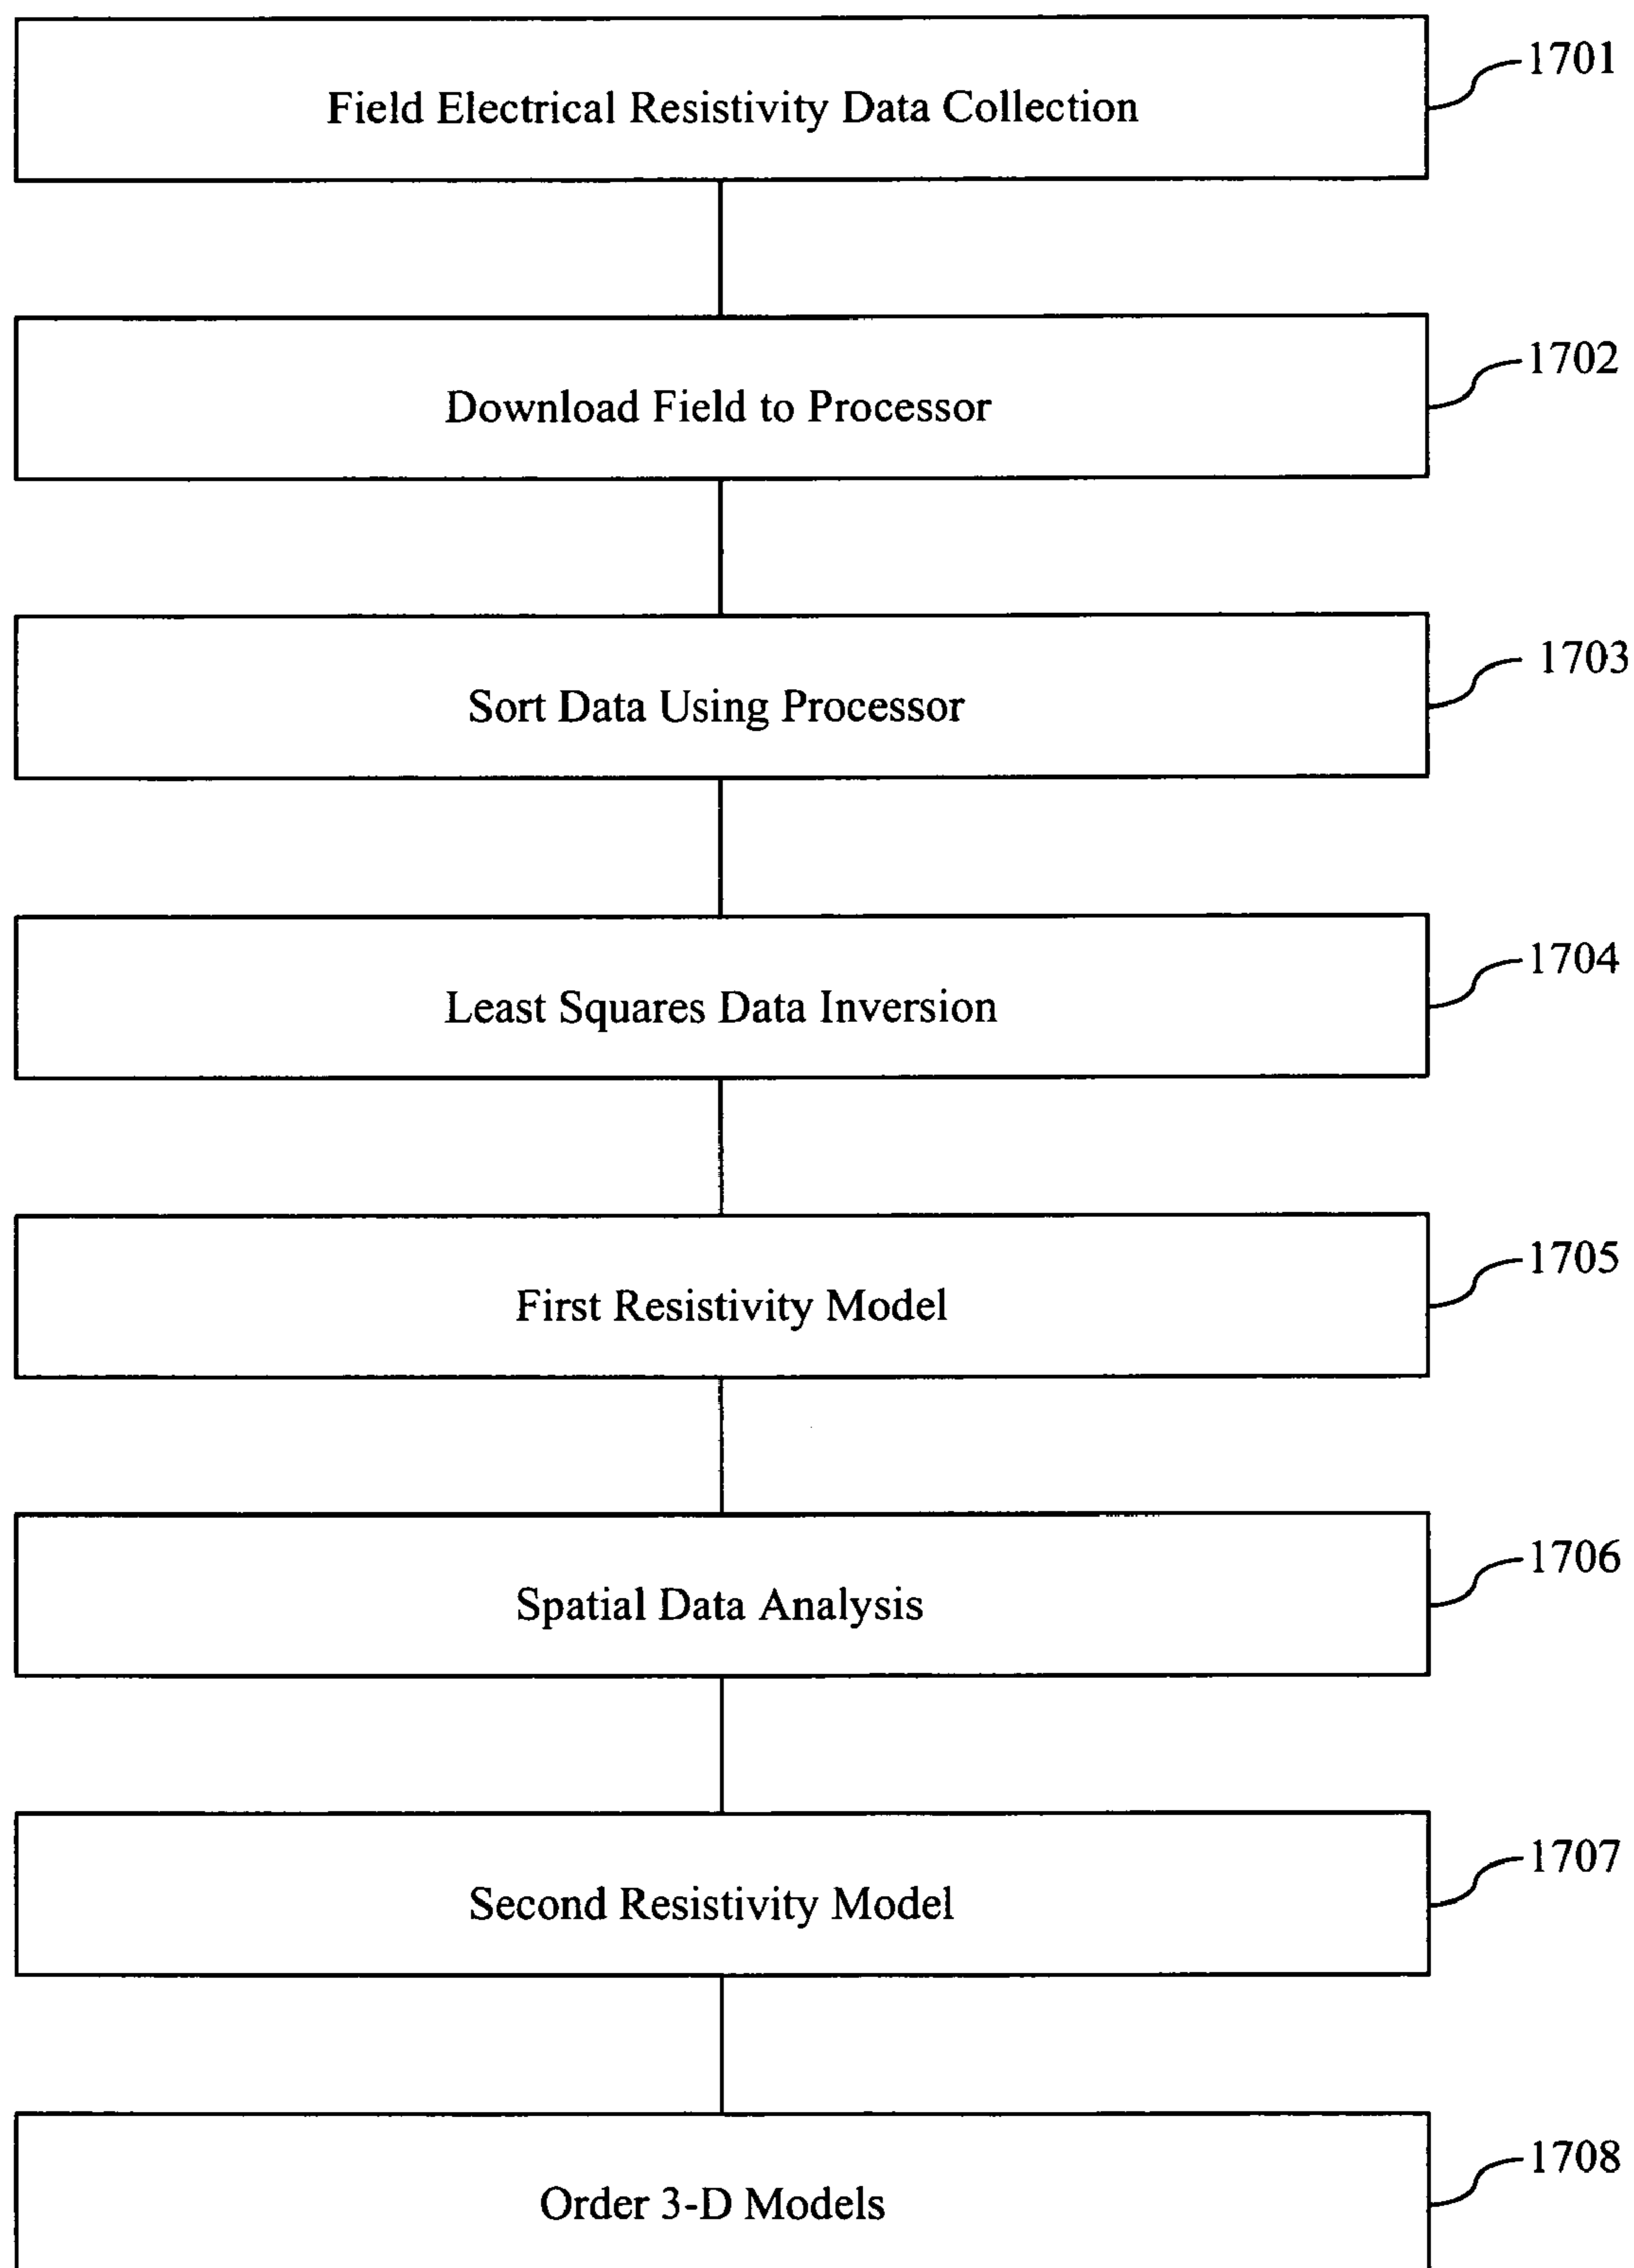 Field Electrical Resistivity Data Collection
1701
Download Field to Processor
1702
Sort Data Using Processor
1703
Least Squares Data Inversion
1704
First Resistivity Model
1705
Spatial Data Analysis
1706
Second Resistivity Model
1707
Order 3-D Models
1708